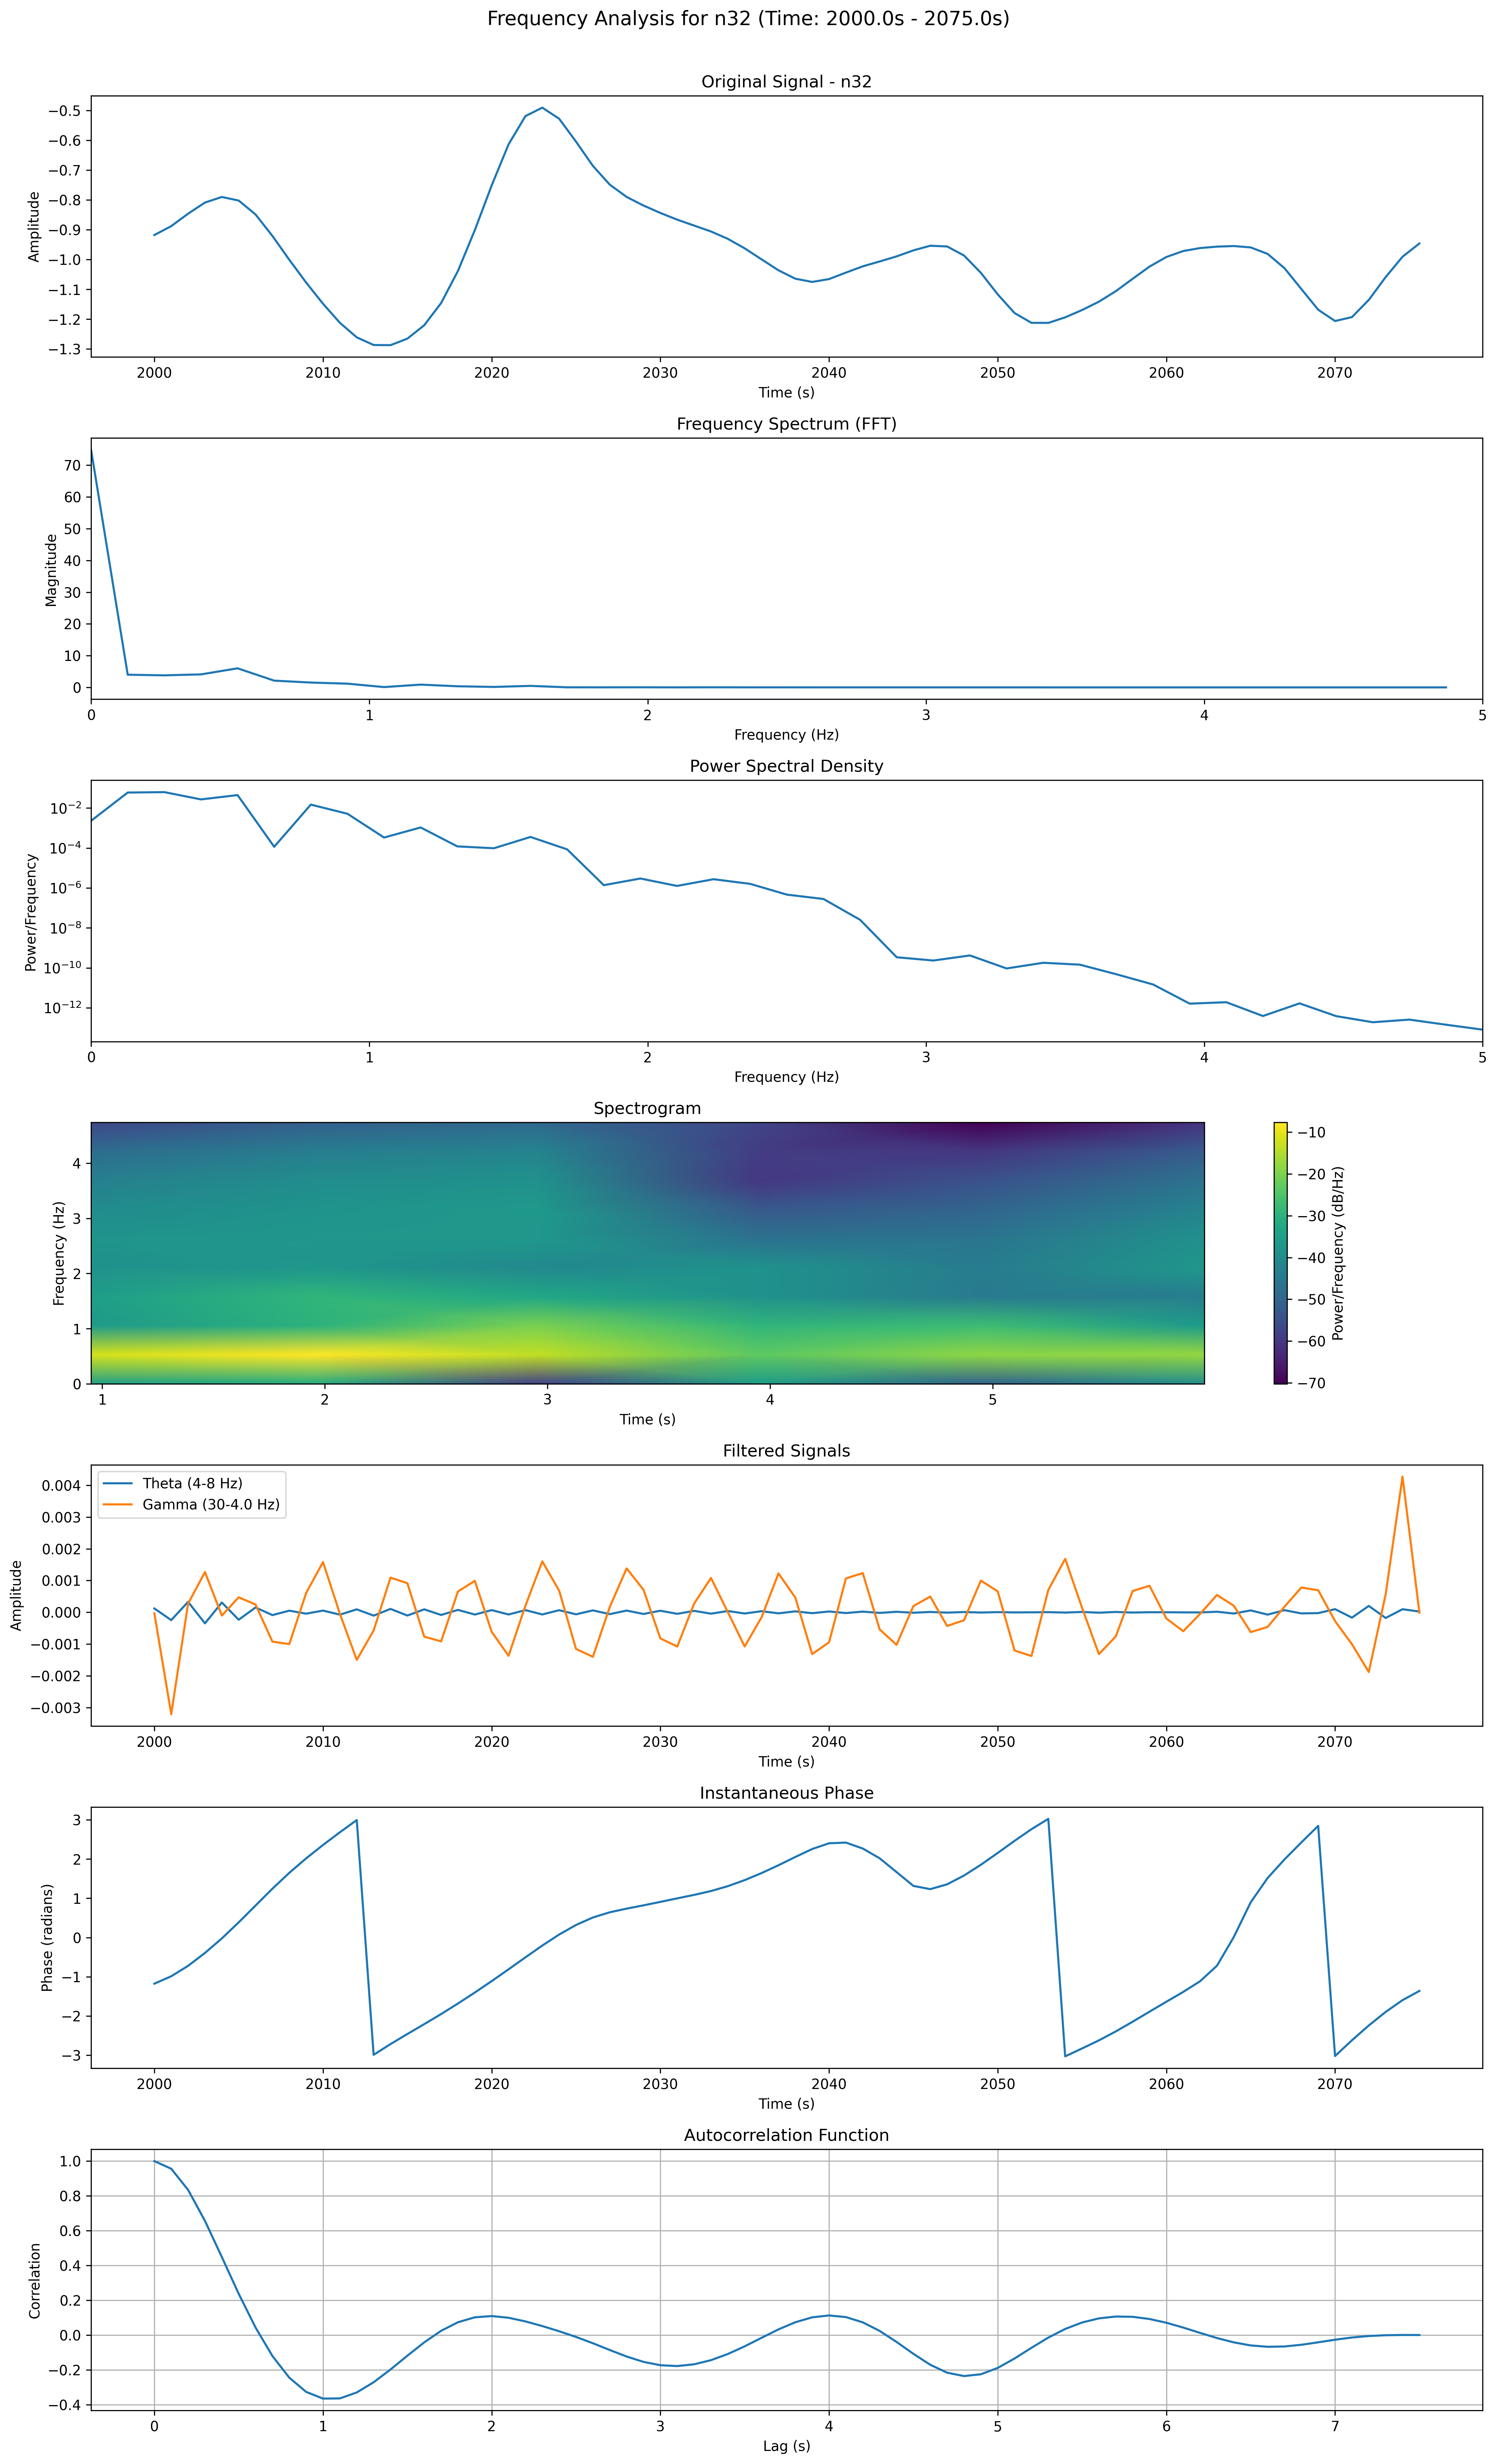 Frequency Analysis for n32 (Time: 2000.0s - 2075.0s)
Original Signal - n32
Amplitude
−0.5
−0.6
−0.7
−0.8
−0.9
−1.0
−1.1
−1.2
−1.3
2000 2010 2020 2030 2040 2050 2060 2070
Time (s)
Frequency Spectrum (FFT)
Magnitude
70
60
50
40
30
20
10
0
0 1 2 3 4 5
Frequency (Hz)
Power Spectral Density
Power/Frequency
10⁻²
10⁻⁴
10⁻⁶
10⁻⁸
10⁻¹⁰
10⁻¹²
0 1 2 3 4 5
Frequency (Hz)
Spectrogram
Frequency (Hz)
4
3
2
1
0
1 2 3 4 5
Time (s)
−10
−20
−30
−40
−50
−60
−70
Power/Frequency (dB/Hz)
Filtered Signals
Theta (4-8 Hz)
Gamma (30-4.0 Hz)
Amplitude
0.004
0.003
0.002
0.001
0.000
−0.001
−0.002
−0.003
2000 2010 2020 2030 2040 2050 2060 2070
Time (s)
Instantaneous Phase
Phase (radians)
3
2
1
0
−1
−2
−3
2000 2010 2020 2030 2040 2050 2060 2070
Time (s)
Autocorrelation Function
Correlation
1.0
0.8
0.6
0.4
0.2
0.0
−0.2
−0.4
0 1 2 3 4 5 6 7
Lag (s)